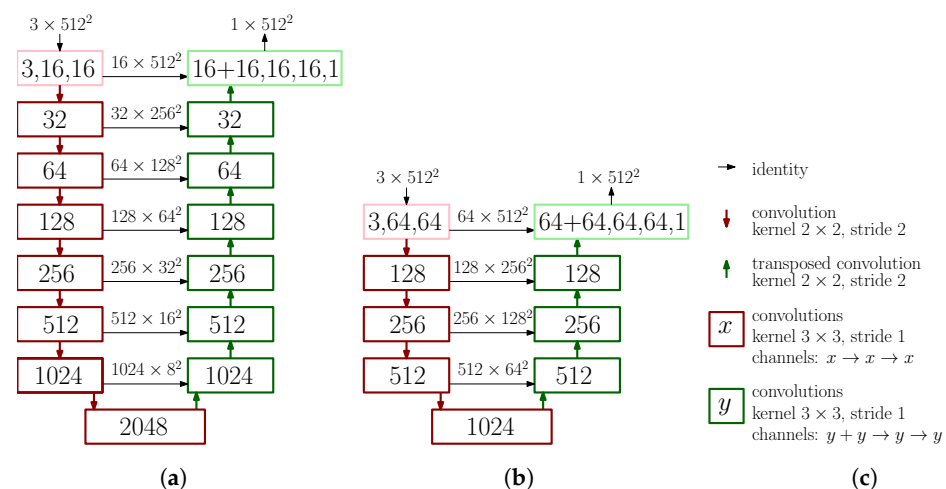 3 × 512²
1 × 512²
3,16,16
16 × 512²
16+16,16,16,1
32
32 × 256²
32
64
64 × 128²
64
128
128 × 64²
128
256
256 × 32²
256
512
512 × 16²
512
1024
1024 × 8²
1024
2048
(a)
3 × 512²
1 × 512²
3,64,64
64 × 512²
64+64,64,64,1
128
128 × 256²
128
256
256 × 128²
256
512
512 × 64²
512
1024
(b)
identity
convolution
kernel 2 × 2, stride 2
transposed convolution
kernel 2 × 2, stride 2
x
convolutions
kernel 3 × 3, stride 1
channels: x → x → x
y
convolutions
kernel 3 × 3, stride 1
channels: y + y → y → y
(c)